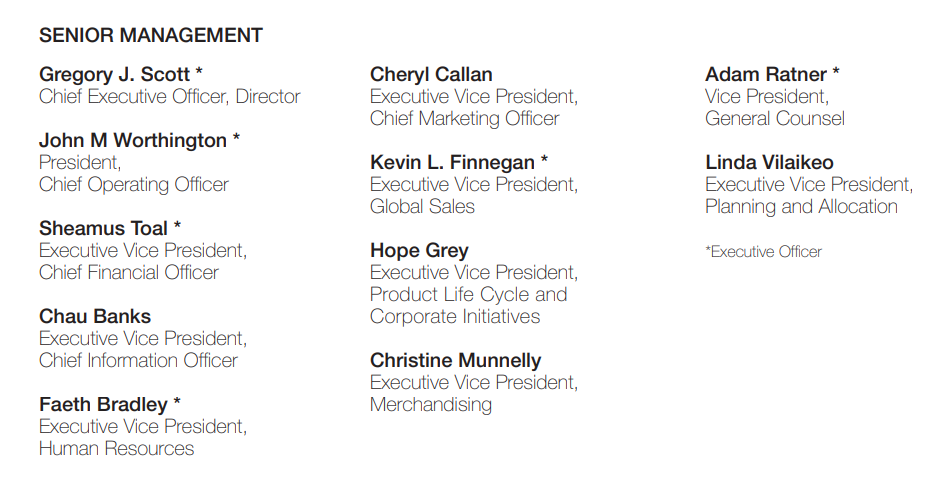 SENIOR MANAGEMENT
Gregory J. Scott *
Chief Executive Officer, Director
John M Worthington *
President,
Chief Operating Officer
Sheamus Toal *
Executive Vice President,
Chief Financial Officer
Chau Banks
Executive Vice President,
Chief Information Officer
Faeth Bradley *
Executive Vice President,
Human Resources
Cheryl Callan
Executive Vice President,
Chief Marketing Officer
Kevin L. Finnegan *
Executive Vice President,
Global Sales
Hope Grey
Executive Vice President,
Product Life Cycle and
Corporate Initiatives
Christine Munnelly
Executive Vice President,
Merchandising
Adam Ratner *
Vice President,
General Counsel
Linda Vilaikeo
Executive Vice President,
Planning and Allocation
*Executive Officer